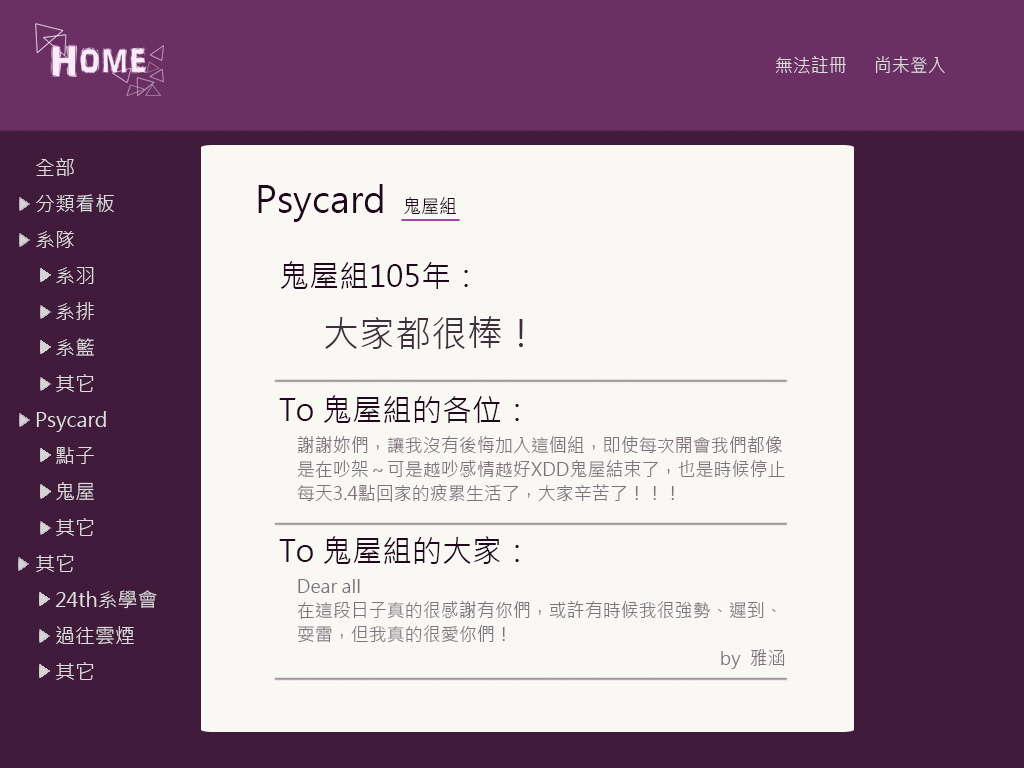 HOME
無法註冊 尚未登入
全部
分類看板
系隊
系羽
系排
系籃
其它
Psycard
點子
鬼屋
其它
其它
24th系學會
過往雲煙
其它
Psycard 鬼屋組
鬼屋組105年：
大家都很棒！
To 鬼屋組的各位：
謝謝妳們，讓我沒有後悔加入這個組，即使每次開會我們都像
是在吵架～可是越吵感情越好XDD鬼屋結束了，也是時候停止
每天3.4點回家的疲累生活了，大家辛苦了！！！
To 鬼屋組的大家：
Dear all
在這段日子真的很感謝有你們，或許有時候我很強勢、遲到、
耍雷，但我真的很愛你們！
by 雅涵